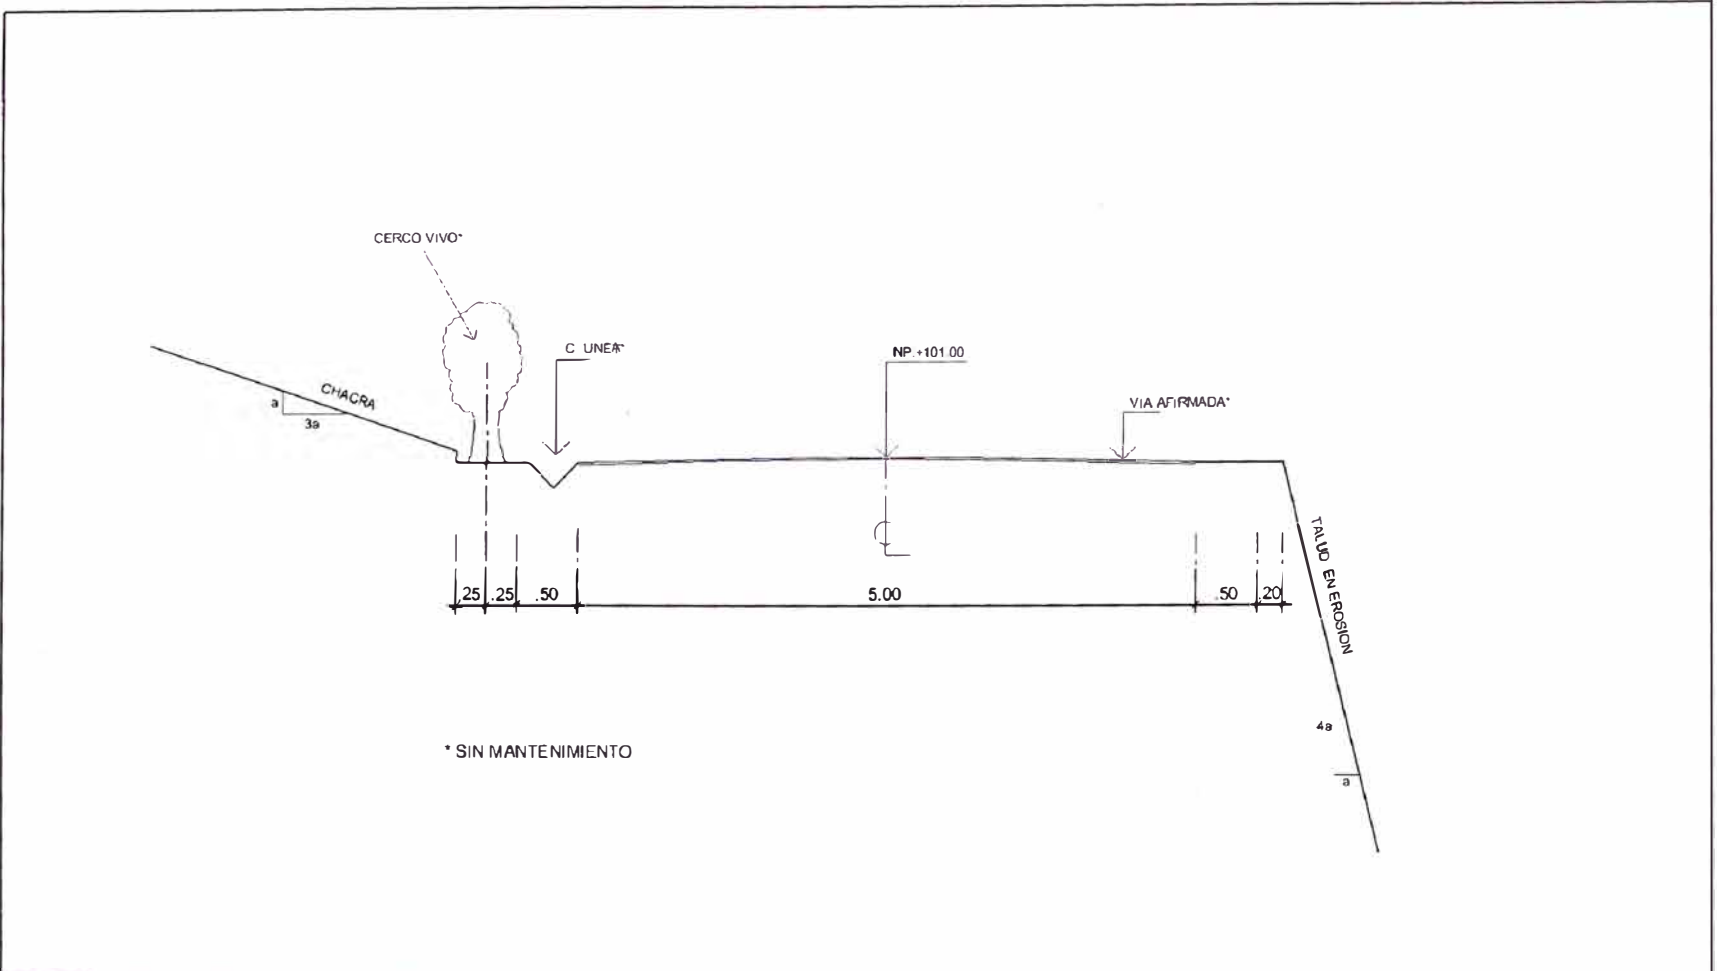 CERCO VIVO*
C UNEA*
NP.+101.00
VIA AFIRMADA*
CHACRA
a
3a
.25 .25 .50 5.00 .50 .20
TALUD EN EROSION
4a
a
* SIN MANTENIMIENTO